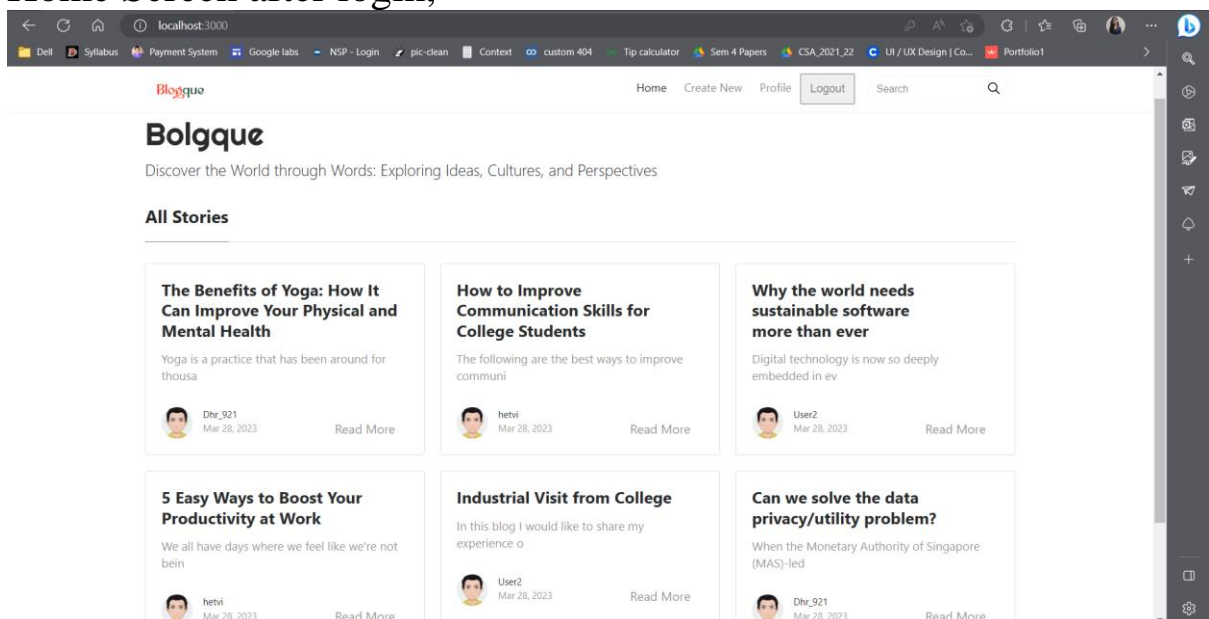 Home Screen after login,
localhost:3000
Dell Syllabus Payment System Google labs NSP - Login pic-clean Context custom 404 Tip calculator Sem 4 Papers CSA_2021_22 UI / UX Design | Co... Portfolio1
Blogque Home Create New Profile Logout Search
Bolgque
Discover the World through Words: Exploring Ideas, Cultures, and Perspectives
All Stories
The Benefits of Yoga: How It
Can Improve Your Physical and
Mental Health
Yoga is a practice that has been around for
thousa
Dhr_921
Mar 28, 2023
Read More
How to Improve
Communication Skills for
College Students
The following are the best ways to improve
communi
hetvi
Mar 28, 2023
Read More
Why the world needs
sustainable software
more than ever
Digital technology is now so deeply
embedded in ev
User2
Mar 28, 2023
Read More
5 Easy Ways to Boost Your
Productivity at Work
We all have days where we feel like we're not
bein
hetvi
Mar 28, 2023
Read More
Industrial Visit from College
In this blog I would like to share my
experience o
User2
Mar 28, 2023
Read More
Can we solve the data
privacy/utility problem?
When the Monetary Authority of Singapore
(MAS)-led
Dhr_921
Mar 28, 2023
Read More